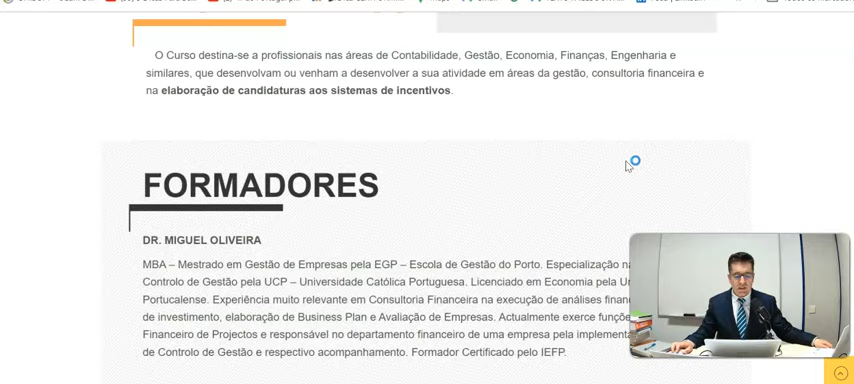 O Curso destina-se a profissionais nas áreas de Contabilidade, Gestão, Economia, Finanças, Engenharia e
similares, que desenvolvam ou venham a desenvolver a sua atividade em áreas da gestão, consultoria financeira e
na elaboração de candidaturas aos sistemas de incentivos.
FORMADORES
DR. MIGUEL OLIVEIRA
MBA – Mestrado em Gestão de Empresas pela EGP – Escola de Gestão do Porto. Especialização
Controlo de Gestão pela UCP – Universidade Católica Portuguesa. Licenciado em Economia pela
Portucalense. Experiência muito relevante em Consultoria Financeira na execução de análises
de investimento, elaboração de Business Plan e Avaliação de Empresas. Actualmente exerce
Financeiro de Projectos e responsável no departamento financeiro de uma empresa pela
de Controlo de Gestão e respectivo acompanhamento. Formador Certificado pelo IEFP.